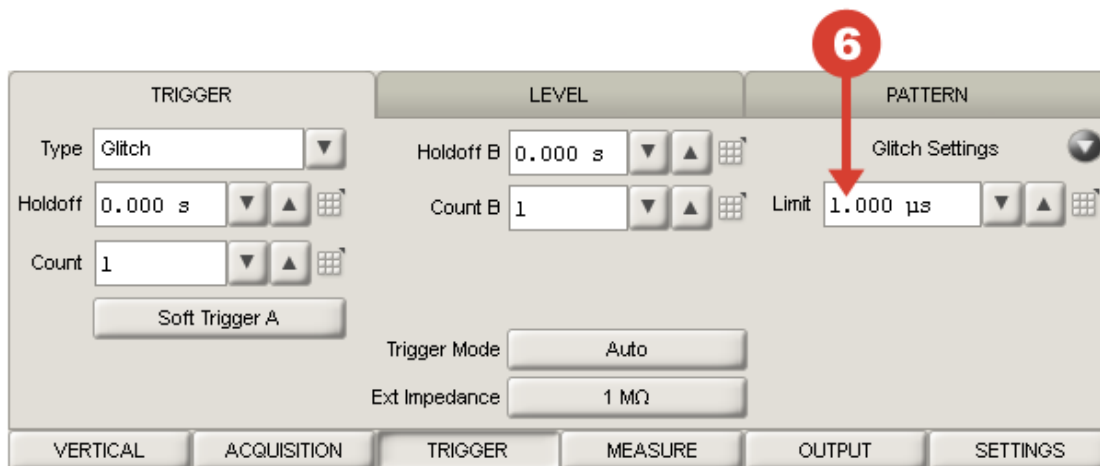 6
TRIGGER LEVEL PATTERN
Type Glitch
Holdoff 0.000 s
Count 1
Soft Trigger A
Holdoff B 0.000 s
Count B 1
Trigger Mode Auto
Ext Impedance 1 MΩ
Glitch Settings
Limit 1.000 µs
VERTICAL ACQUISITION TRIGGER MEASURE OUTPUT SETTINGS